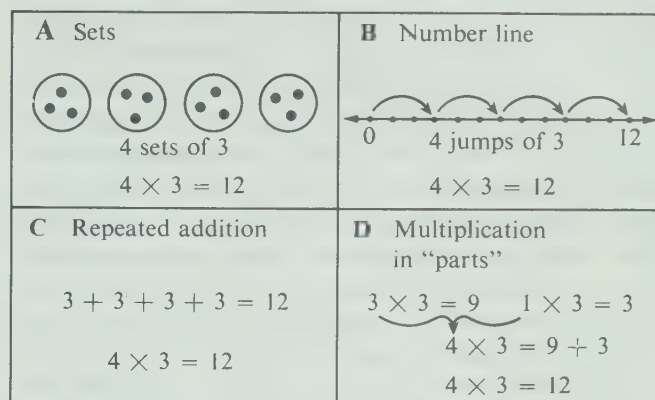 A Sets
4 sets of 3
4 × 3 = 12
B Number line
0 4 jumps of 3 12
4 × 3 = 12
C Repeated addition
3 + 3 + 3 + 3 = 12
4 × 3 = 12
D Multiplication
in “parts”
3 × 3 = 9 1 × 3 = 3
4 × 3 = 9 + 3
4 × 3 = 12